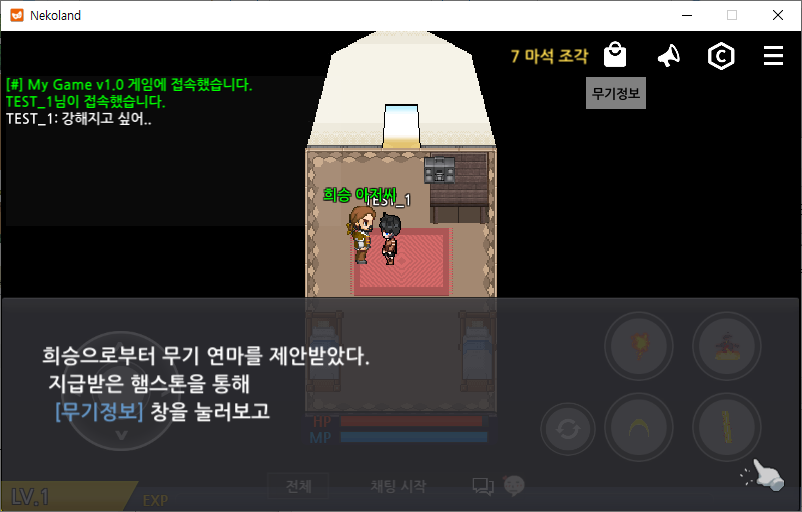 Nekoland
7 마석 조각
무기정보
[#] My Game v1.0 게임에 접속했습니다.
TEST_1님이 접속했습니다.
TEST_1: 강해지고 싶어..
희승 아저씨
TEST_1
희승으로부터 무기 연마를 제안받았다.
지급받은 햄스톤을 통해
[무기정보] 창을 눌러보고
HP
MP
전체
채팅 시작
LV.1
EXP